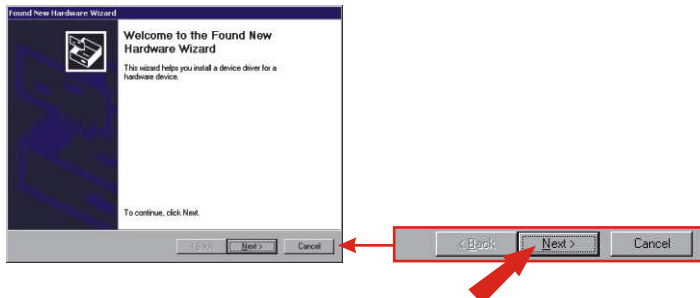 Found New Hardware Wizard
Welcome to the Found New
Hardware Wizard
This wizard helps you install a device driver for a
hardware device.
To continue, click Next.
< Back Next > Cancel
< Back Next > Cancel